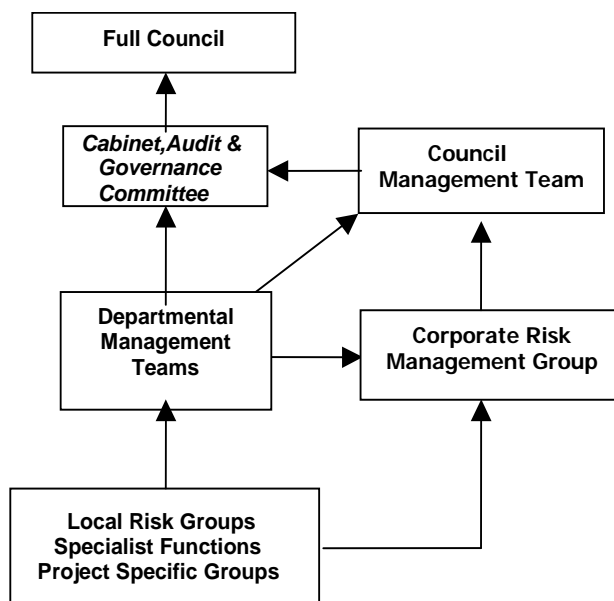 Full Council
Cabinet,Audit &
Governance
Committee
Council
Management Team
Departmental
Management
Teams
Corporate Risk
Management Group
Local Risk Groups
Specialist Functions
Project Specific Groups